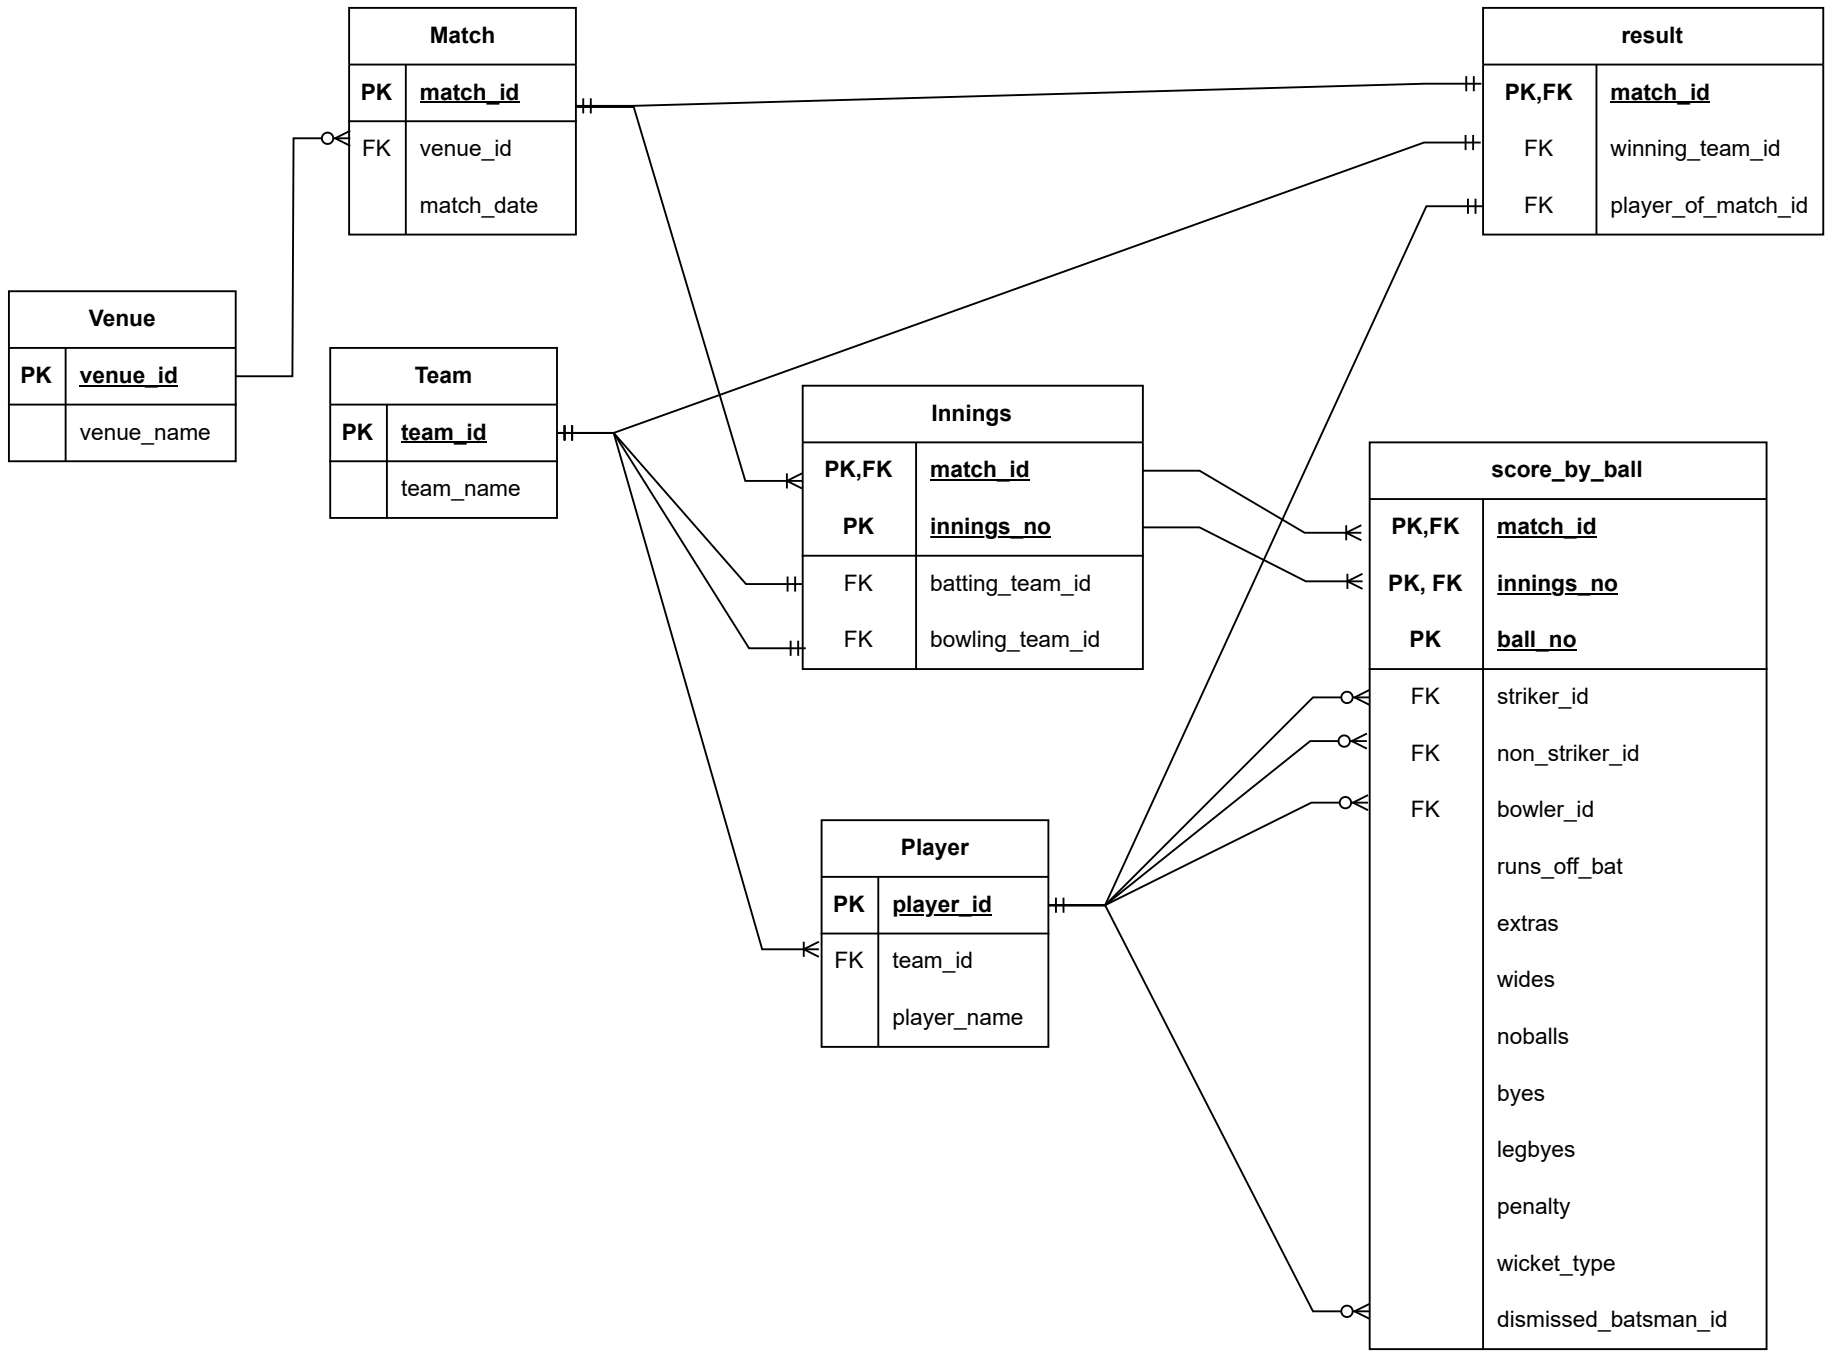 Match
PK match_id
FK venue_id
match_date
result
PK,FK match_id
FK winning_team_id
FK player_of_match_id
Venue
PK venue_id
venue_name
Team
PK team_id
team_name
Innings
PK,FK match_id
PK innings_no
FK batting_team_id
FK bowling_team_id
score_by_ball
PK,FK match_id
PK, FK innings_no
PK ball_no
FK striker_id
FK non_striker_id
FK bowler_id
runs_off_bat
extras
wides
noballs
byes
legbyes
penalty
wicket_type
dismissed_batsman_id
Player
PK player_id
FK team_id
player_name